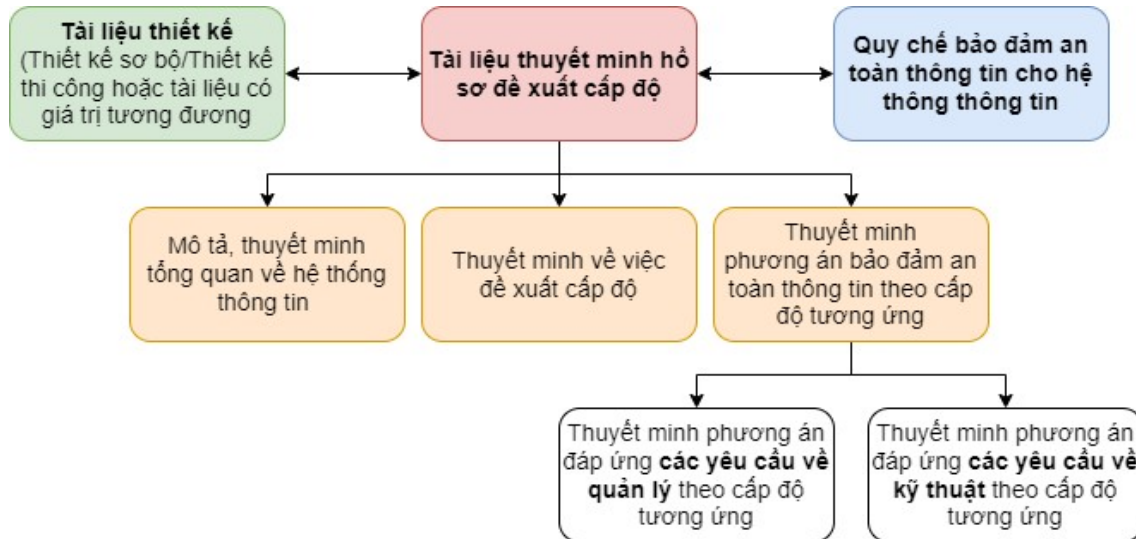 Tài liệu thiết kế
(Thiết kế sơ bộ/Thiết kế
thi công hoặc tài liệu có
giá trị tương đương
Tài liệu thuyết minh hồ
sơ đề xuất cấp độ
Quy chế bảo đảm an
toàn thông tin cho hệ
thông thông tin
Mô tả, thuyết minh
tổng quan về hệ thống
thông tin
Thuyết minh về việc
đề xuất cấp độ
Thuyết minh
phương án bảo đảm an
toàn thông tin theo cấp
độ tương ứng
Thuyết minh phương án
đáp ứng các yêu cầu về
quản lý theo cấp độ
tương ứng
Thuyết minh phương án
đáp ứng các yêu cầu về
kỹ thuật theo cấp độ
tương ứng